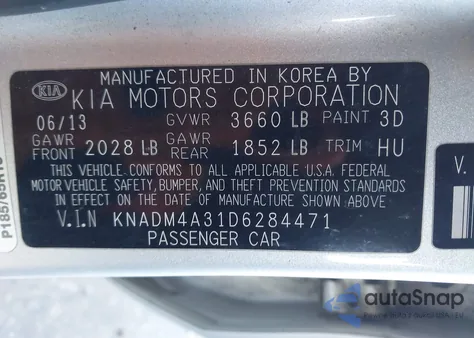 MANUFACTURED IN KOREA BY
KIA KIA MOTORS CORPORATION
06/13 GVWR 3660 LB PAINT 3D
GAWR FRONT 2028 LB GAWR REAR 1852 LB TRIM HU
THIS VEHICLE CONFORMS TO ALL APPLICABLE U.S.A. FEDERAL
MOTOR VEHICLE SAFETY, BUMPER, AND THEFT PREVENTION STANDARDS
IN EFFECT ON THE DATE OF MANUFACTURE SHOWN ABOVE.
V.I.N KNADM4A31D6284471
PASSENGER CAR
P185/65R15
V.
autoSnap